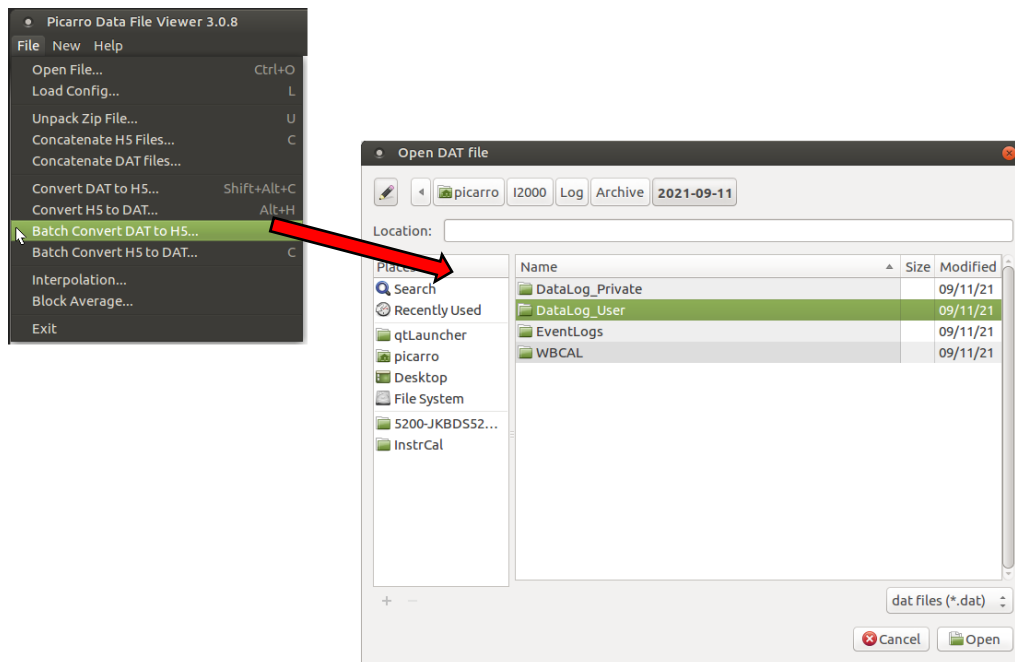 Picarro Data File Viewer 3.0.8
File New Help
Open File... Ctrl+O
Load Config... L
Unpack Zip File... U
Concatenate H5 Files... C
Concatenate DAT files...
Convert DAT to H5... Shift+Alt+C
Convert H5 to DAT... Alt+H
Batch Convert DAT to H5...
Batch Convert H5 to DAT... C
Interpolation...
Block Average...
Exit
Open DAT file
picarro I2000 Log Archive 2021-09-11
Location:
Places
Search
Recently Used
qtLauncher
picarro
Desktop
File System
5200-JKBDS52...
InstrCal
Name Size Modified
DataLog_Private 09/11/21
DataLog_User 09/11/21
EventLogs 09/11/21
WBCAL 09/11/21
dat files (*.dat)
Cancel Open